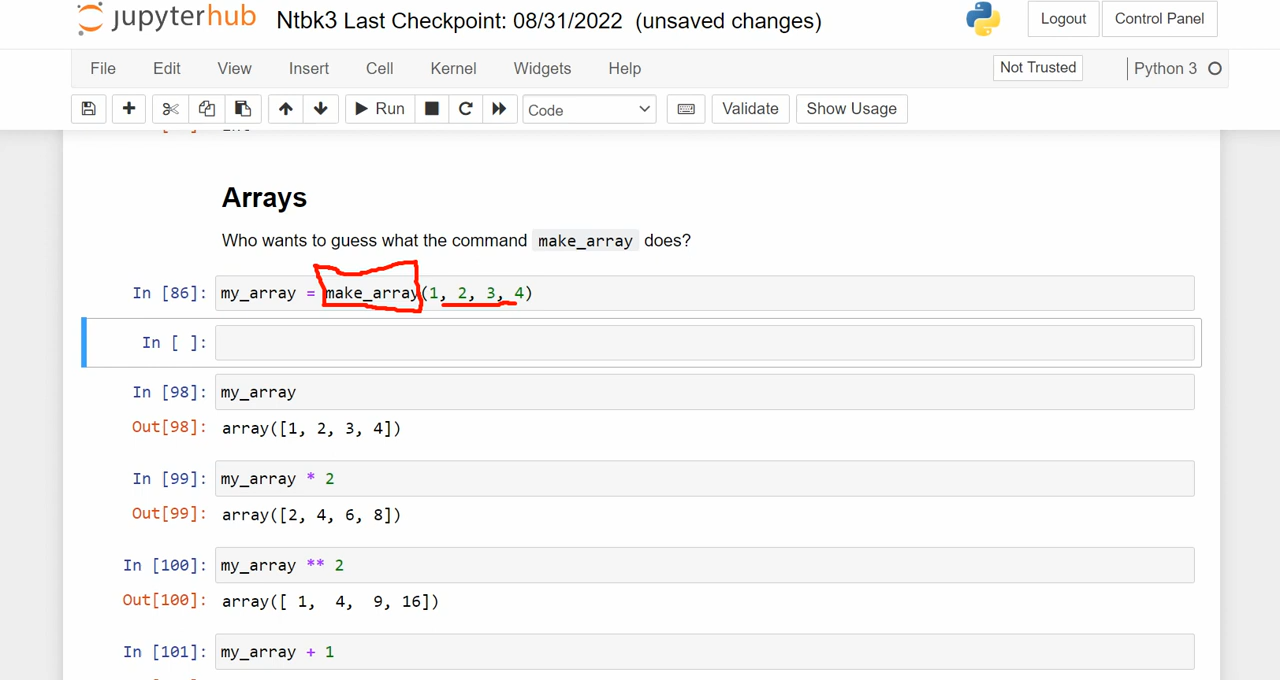 jupyterhub Ntbk3 Last Checkpoint: 08/31/2022 (unsaved changes) Logout Control Panel
File Edit View Insert Cell Kernel Widgets Help Not Trusted Python 3
Run Code Validate Show Usage
Arrays
Who wants to guess what the command make_array does?
In [86]: my_array = make_array(1, 2, 3, 4)
In [ ]:
In [98]: my_array
Out[98]: array([1, 2, 3, 4])
In [99]: my_array * 2
Out[99]: array([2, 4, 6, 8])
In [100]: my_array ** 2
Out[100]: array([ 1,  4,  9, 16])
In [101]: my_array + 1